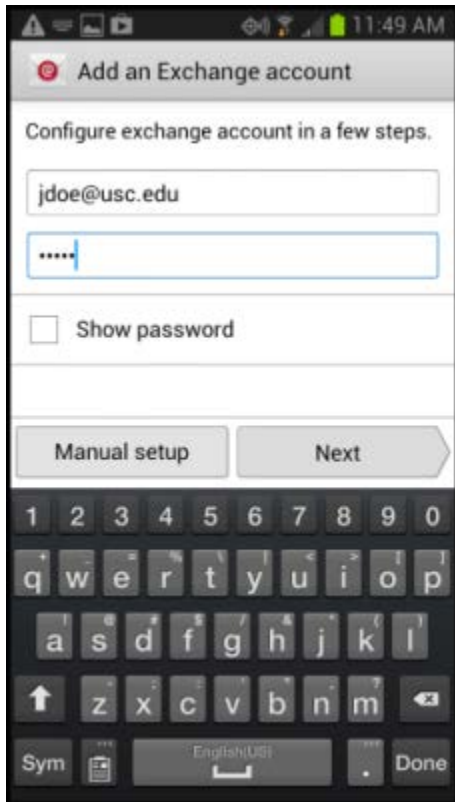 11:49 AM
Add an Exchange account
Configure exchange account in a few steps.
jdoe@usc.edu
•••••
Show password
Manual setup Next
1 2 3 4 5 6 7 8 9 0
q w e r t y u i o p
a s d f g h j k l
z x c v b n m
Sym English(US) . Done